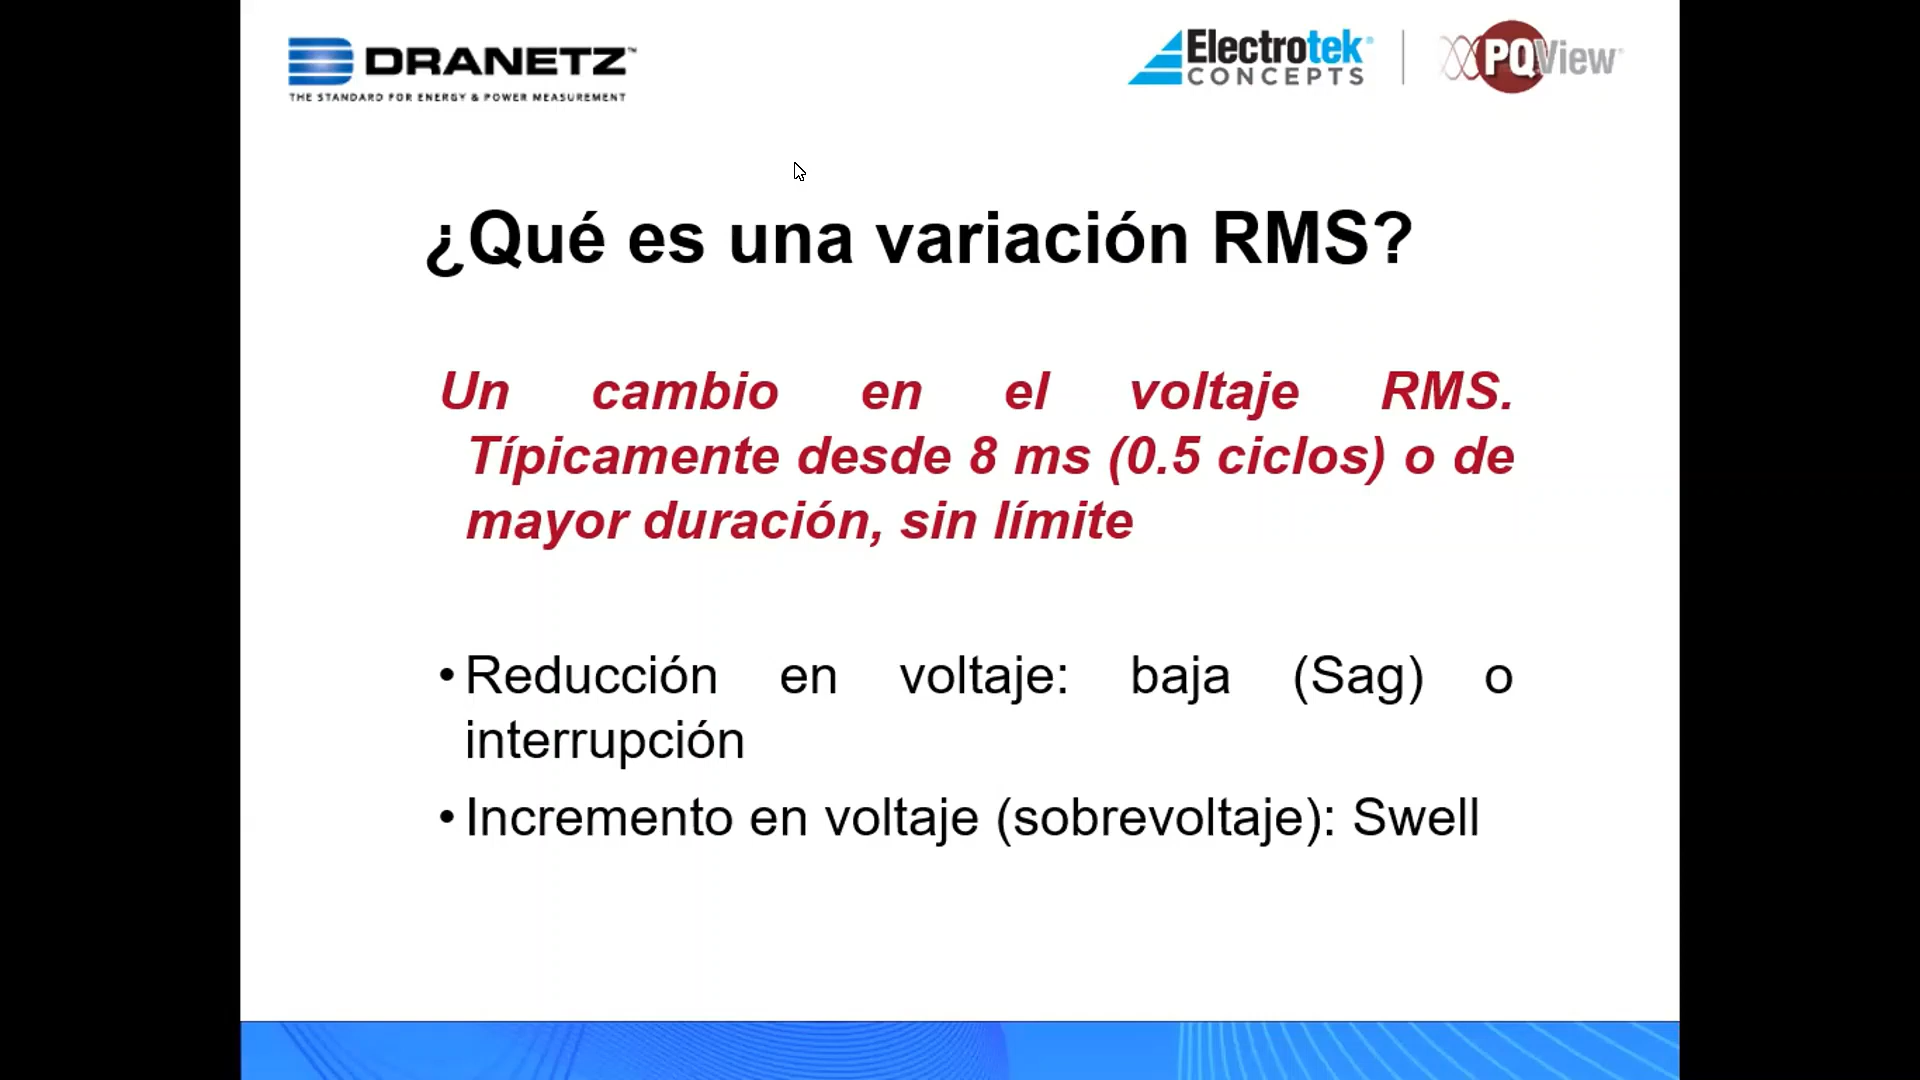 DRANETZ™
THE STANDARD FOR ENERGY & POWER MEASUREMENT
Electrotek®
CONCEPTS
PQView®
¿Qué es una variación RMS?
Un cambio en el voltaje RMS.
Típicamente desde 8 ms (0.5 ciclos) o de
mayor duración, sin límite
• Reducción en voltaje: baja (Sag) o
interrupción
• Incremento en voltaje (sobrevoltaje): Swell